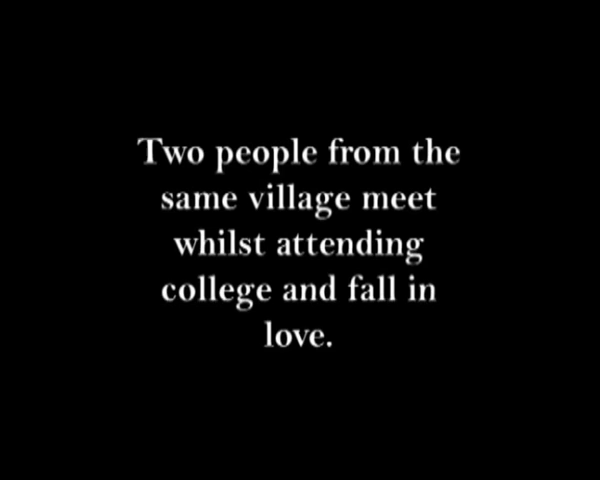 Two people from the
same village meet
whilst attending
college and fall in
love.